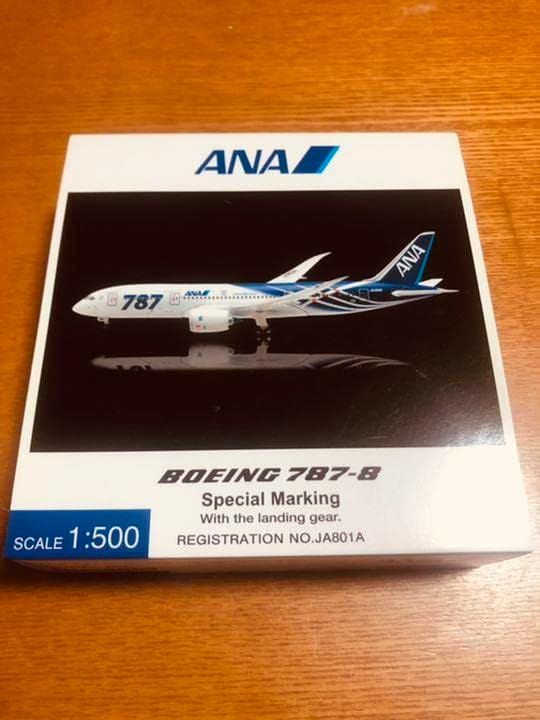 ANA
ANA
787
ANA
BOEING 787-8
Special Marking
With the landing gear.
SCALE 1:500
REGISTRATION NO.JA801A